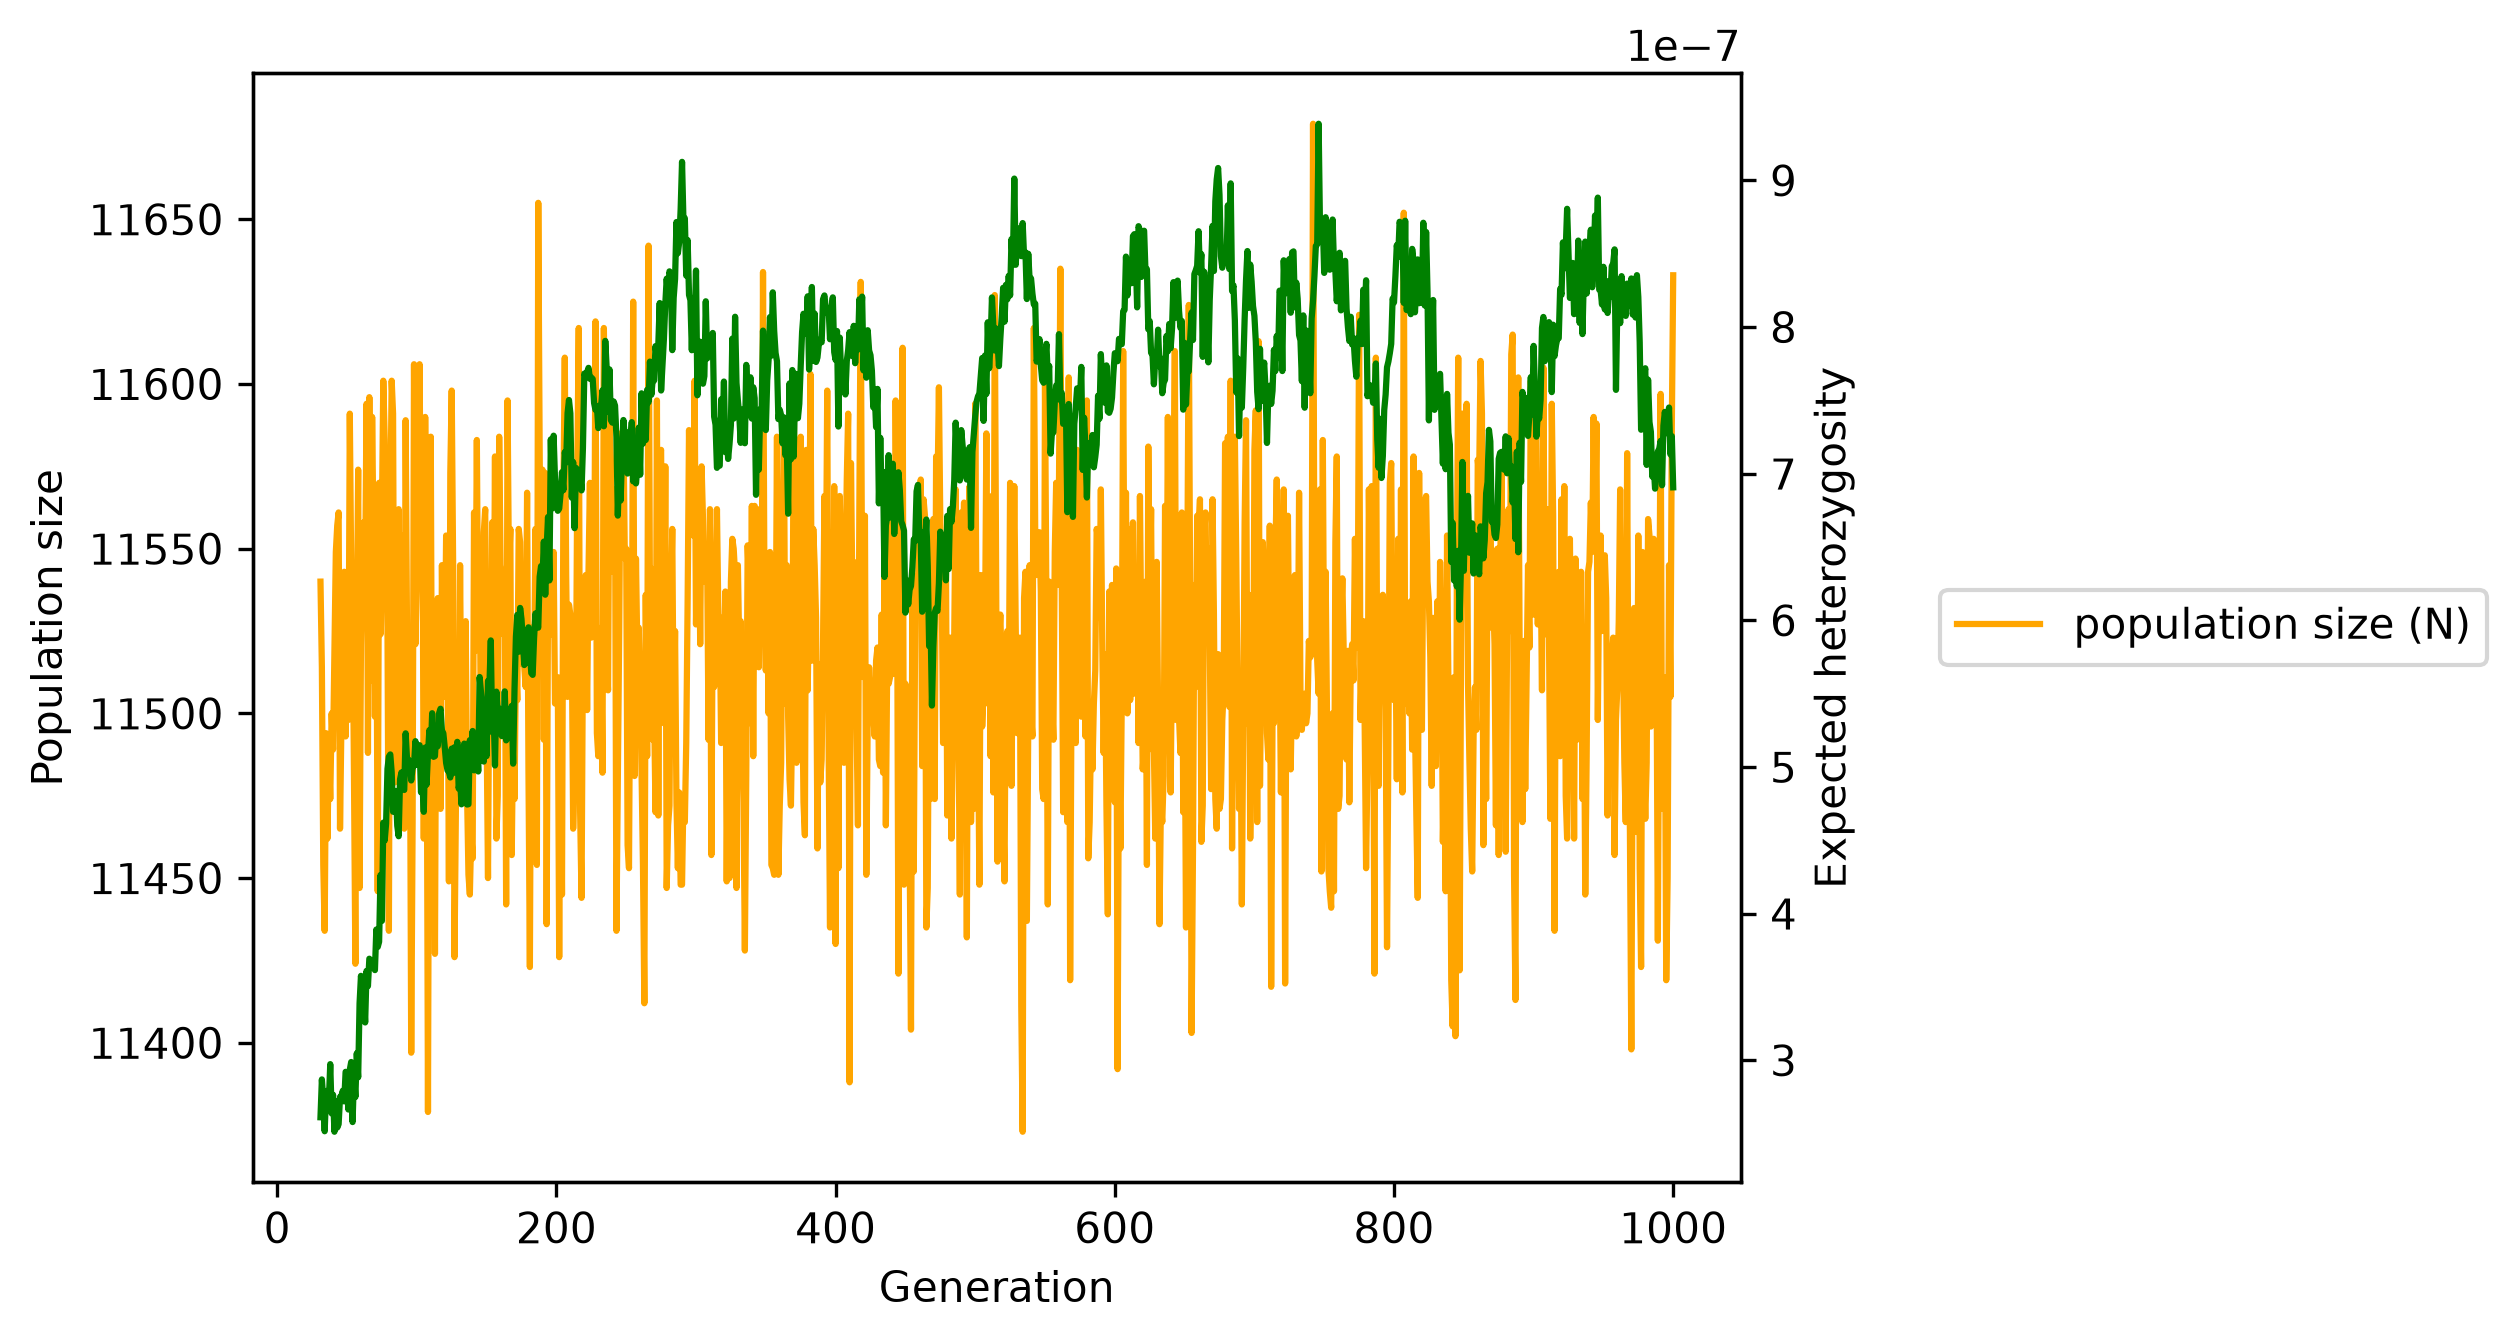 1e−7
11650
11600
11550
11500
11450
11400
Population size
9
8
7
6
5
4
3
Expected heterozygosity
population size (N)
0 200 400 600 800 1000
Generation